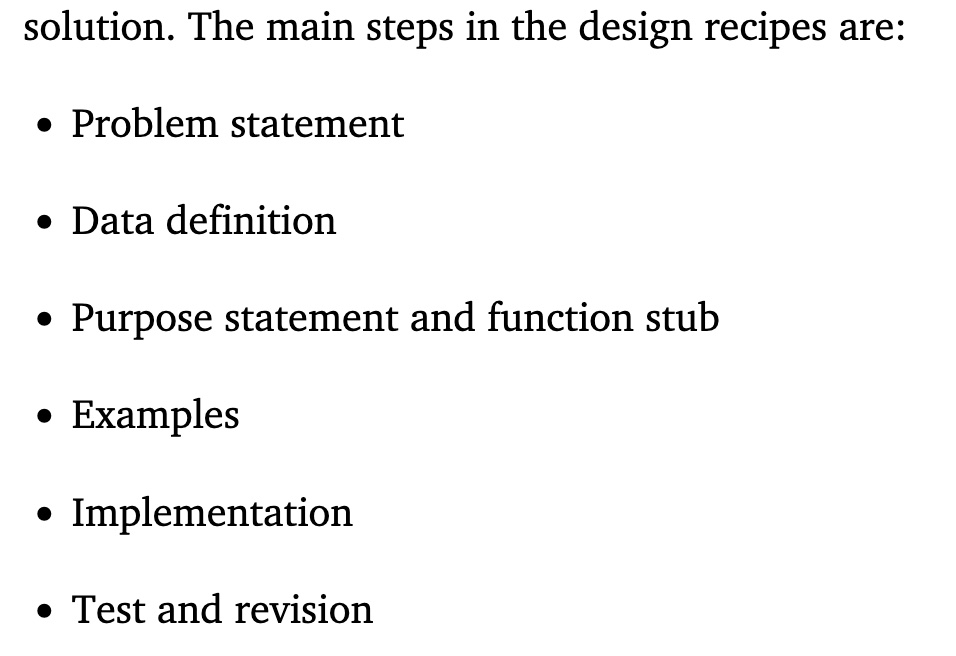 solution. The main steps in the design recipes are:
• Problem statement
• Data definition
• Purpose statement and function stub
• Examples
• Implementation
• Test and revision